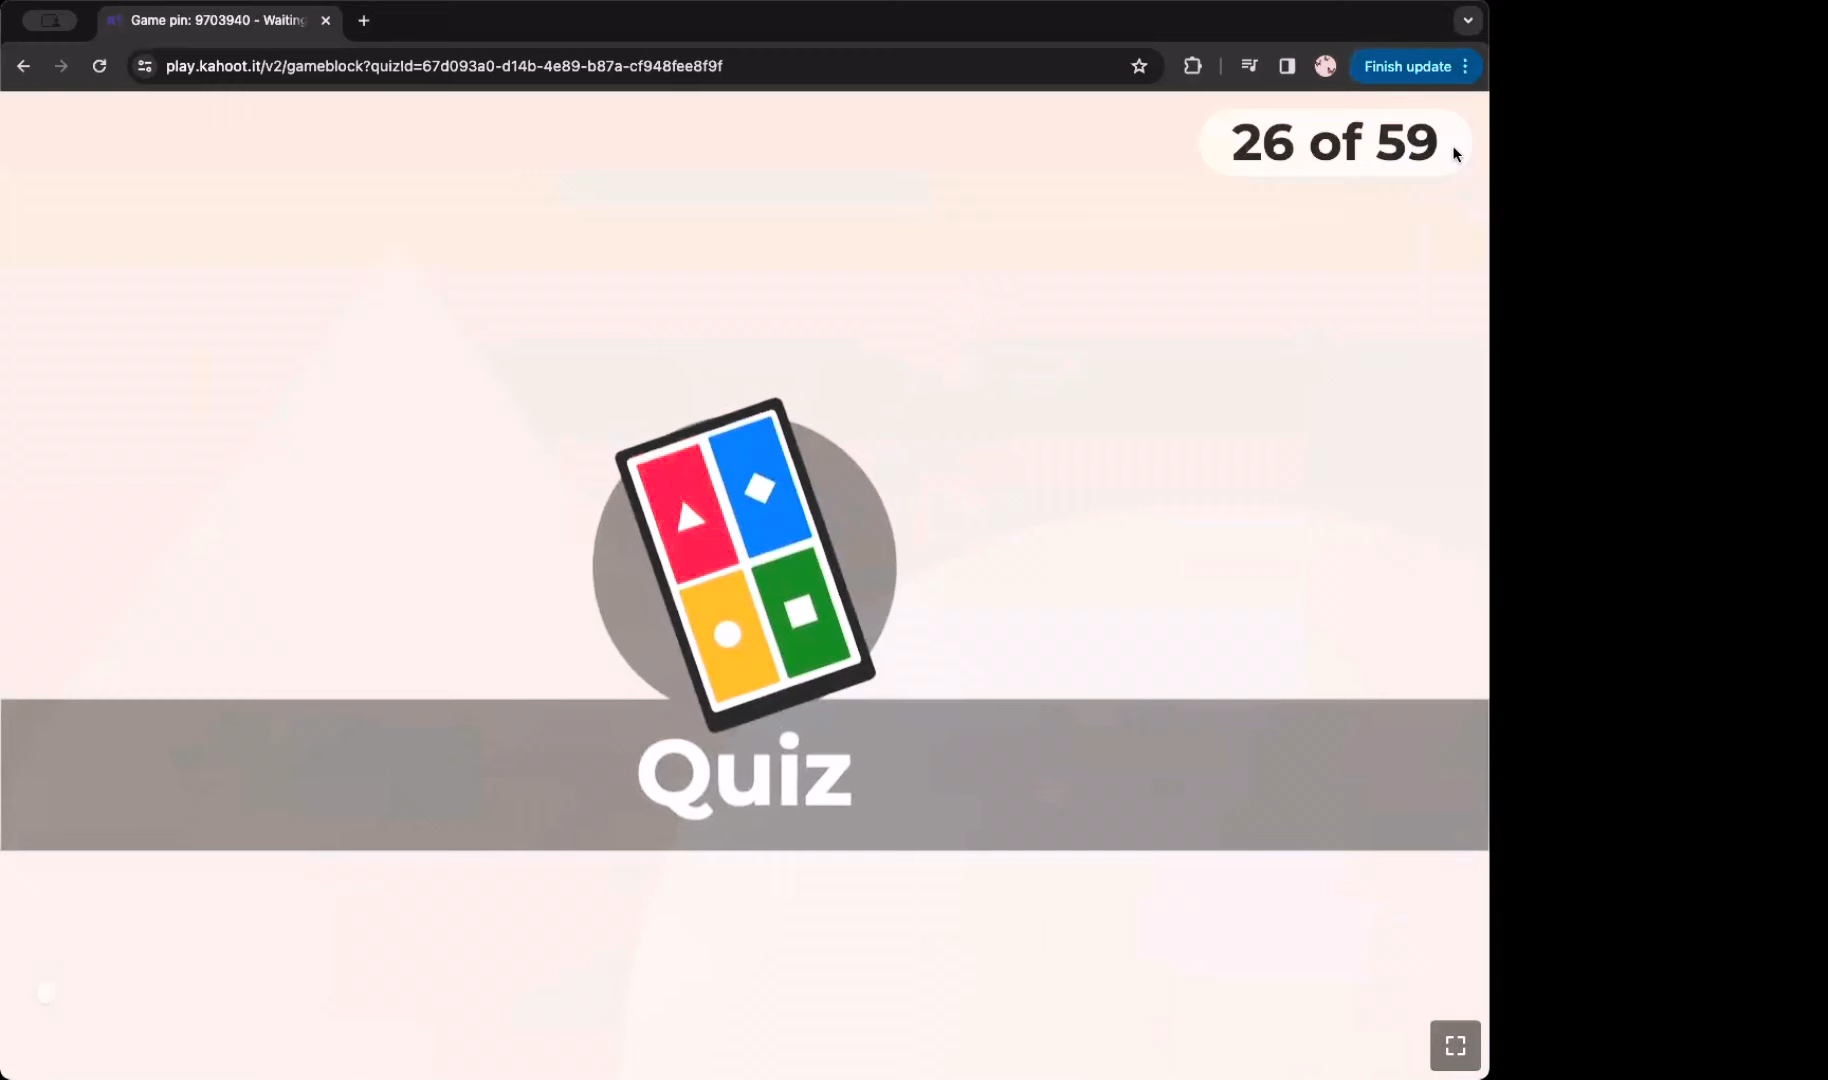 Game pin: 9703940 - Waiting
play.kahoot.it/v2/gameblock?quizId=67d093a0-d14b-4e89-b87a-cf948fee8f9f
Finish update
26 of 59
Quiz